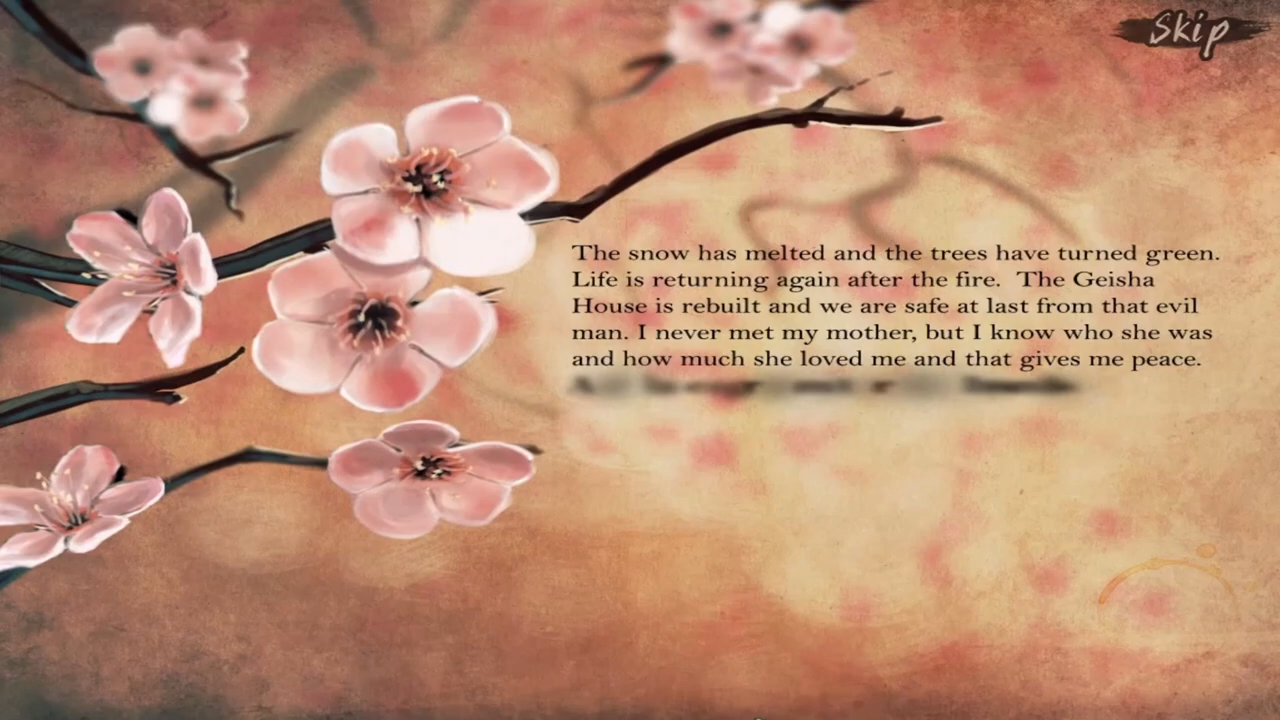 Skip
The snow has melted and the trees have turned green.
Life is returning again after the fire.  The Geisha
House is rebuilt and we are safe at last from that evil
man. I never met my mother, but I know who she was
and how much she loved me and that gives me peace.